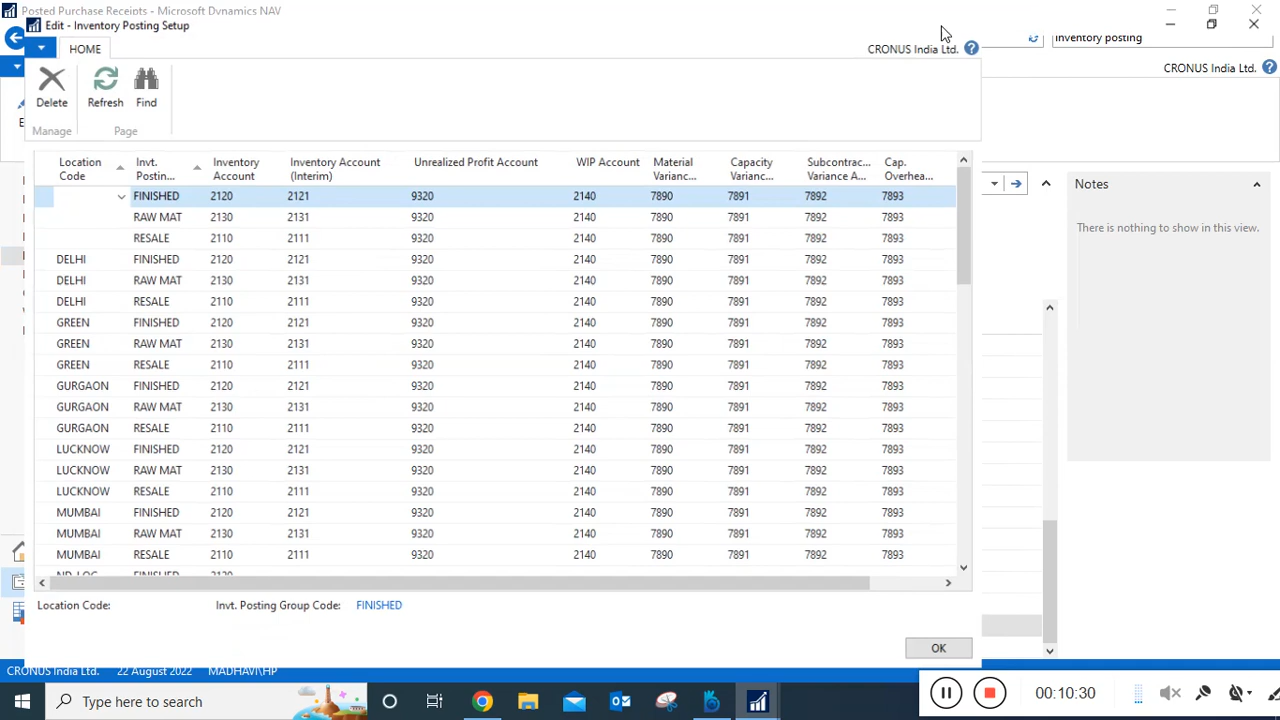 Posted Purchase Receipts - Microsoft Dynamics NAV
Edit - Inventory Posting Setup
HOME
CRONUS India Ltd.
inventory posting
CRONUS India Ltd.
Delete
Refresh
Find
Manage
Page
Location Code
Invt. Postin...
Inventory Account
Inventory Account (Interim)
Unrealized Profit Account
WIP Account
Material Varianc...
Capacity Varianc...
Subcontrac... Variance A...
Cap. Overhea...
FINISHED 2120 2121 9320 2140 7890 7891 7892 7893
RAW MAT 2130 2131 9320 2140 7890 7891 7892 7893
RESALE 2110 2111 9320 2140 7890 7891 7892 7893
DELHI FINISHED 2120 2121 9320 2140 7890 7891 7892 7893
DELHI RAW MAT 2130 2131 9320 2140 7890 7891 7892 7893
DELHI RESALE 2110 2111 9320 2140 7890 7891 7892 7893
GREEN FINISHED 2120 2121 9320 2140 7890 7891 7892 7893
GREEN RAW MAT 2130 2131 9320 2140 7890 7891 7892 7893
GREEN RESALE 2110 2111 9320 2140 7890 7891 7892 7893
GURGAON FINISHED 2120 2121 9320 2140 7890 7891 7892 7893
GURGAON RAW MAT 2130 2131 9320 2140 7890 7891 7892 7893
GURGAON RESALE 2110 2111 9320 2140 7890 7891 7892 7893
LUCKNOW FINISHED 2120 2121 9320 2140 7890 7891 7892 7893
LUCKNOW RAW MAT 2130 2131 9320 2140 7890 7891 7892 7893
LUCKNOW RESALE 2110 2111 9320 2140 7890 7891 7892 7893
MUMBAI FINISHED 2120 2121 9320 2140 7890 7891 7892 7893
MUMBAI RAW MAT 2130 2131 9320 2140 7890 7891 7892 7893
MUMBAI RESALE 2110 2111 9320 2140 7890 7891 7892 7893
Location Code:
Invt. Posting Group Code: FINISHED
OK
Notes
There is nothing to show in this view.
CRONUS India Ltd. 22 August 2022 MADHAVI\HP
Type here to search
00:10:30